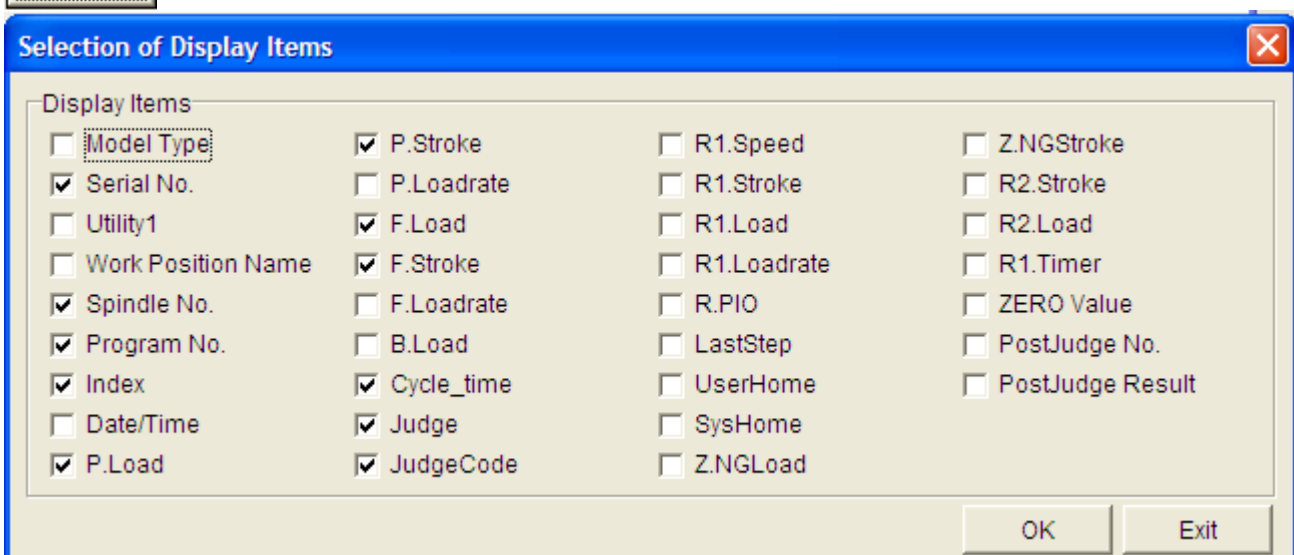 Selection of Display Items
Display Items
Model Type
Serial No.
Utility1
Work Position Name
Spindle No.
Program No.
Index
Date/Time
P.Load
P.Stroke
P.Loadrate
F.Load
F.Stroke
F.Loadrate
B.Load
Cycle_time
Judge
JudgeCode
R1.Speed
R1.Stroke
R1.Load
R1.Loadrate
R.PIO
LastStep
UserHome
SysHome
Z.NGLoad
Z.NGStroke
R2.Stroke
R2.Load
R1.Timer
ZERO Value
PostJudge No.
PostJudge Result
OK
Exit